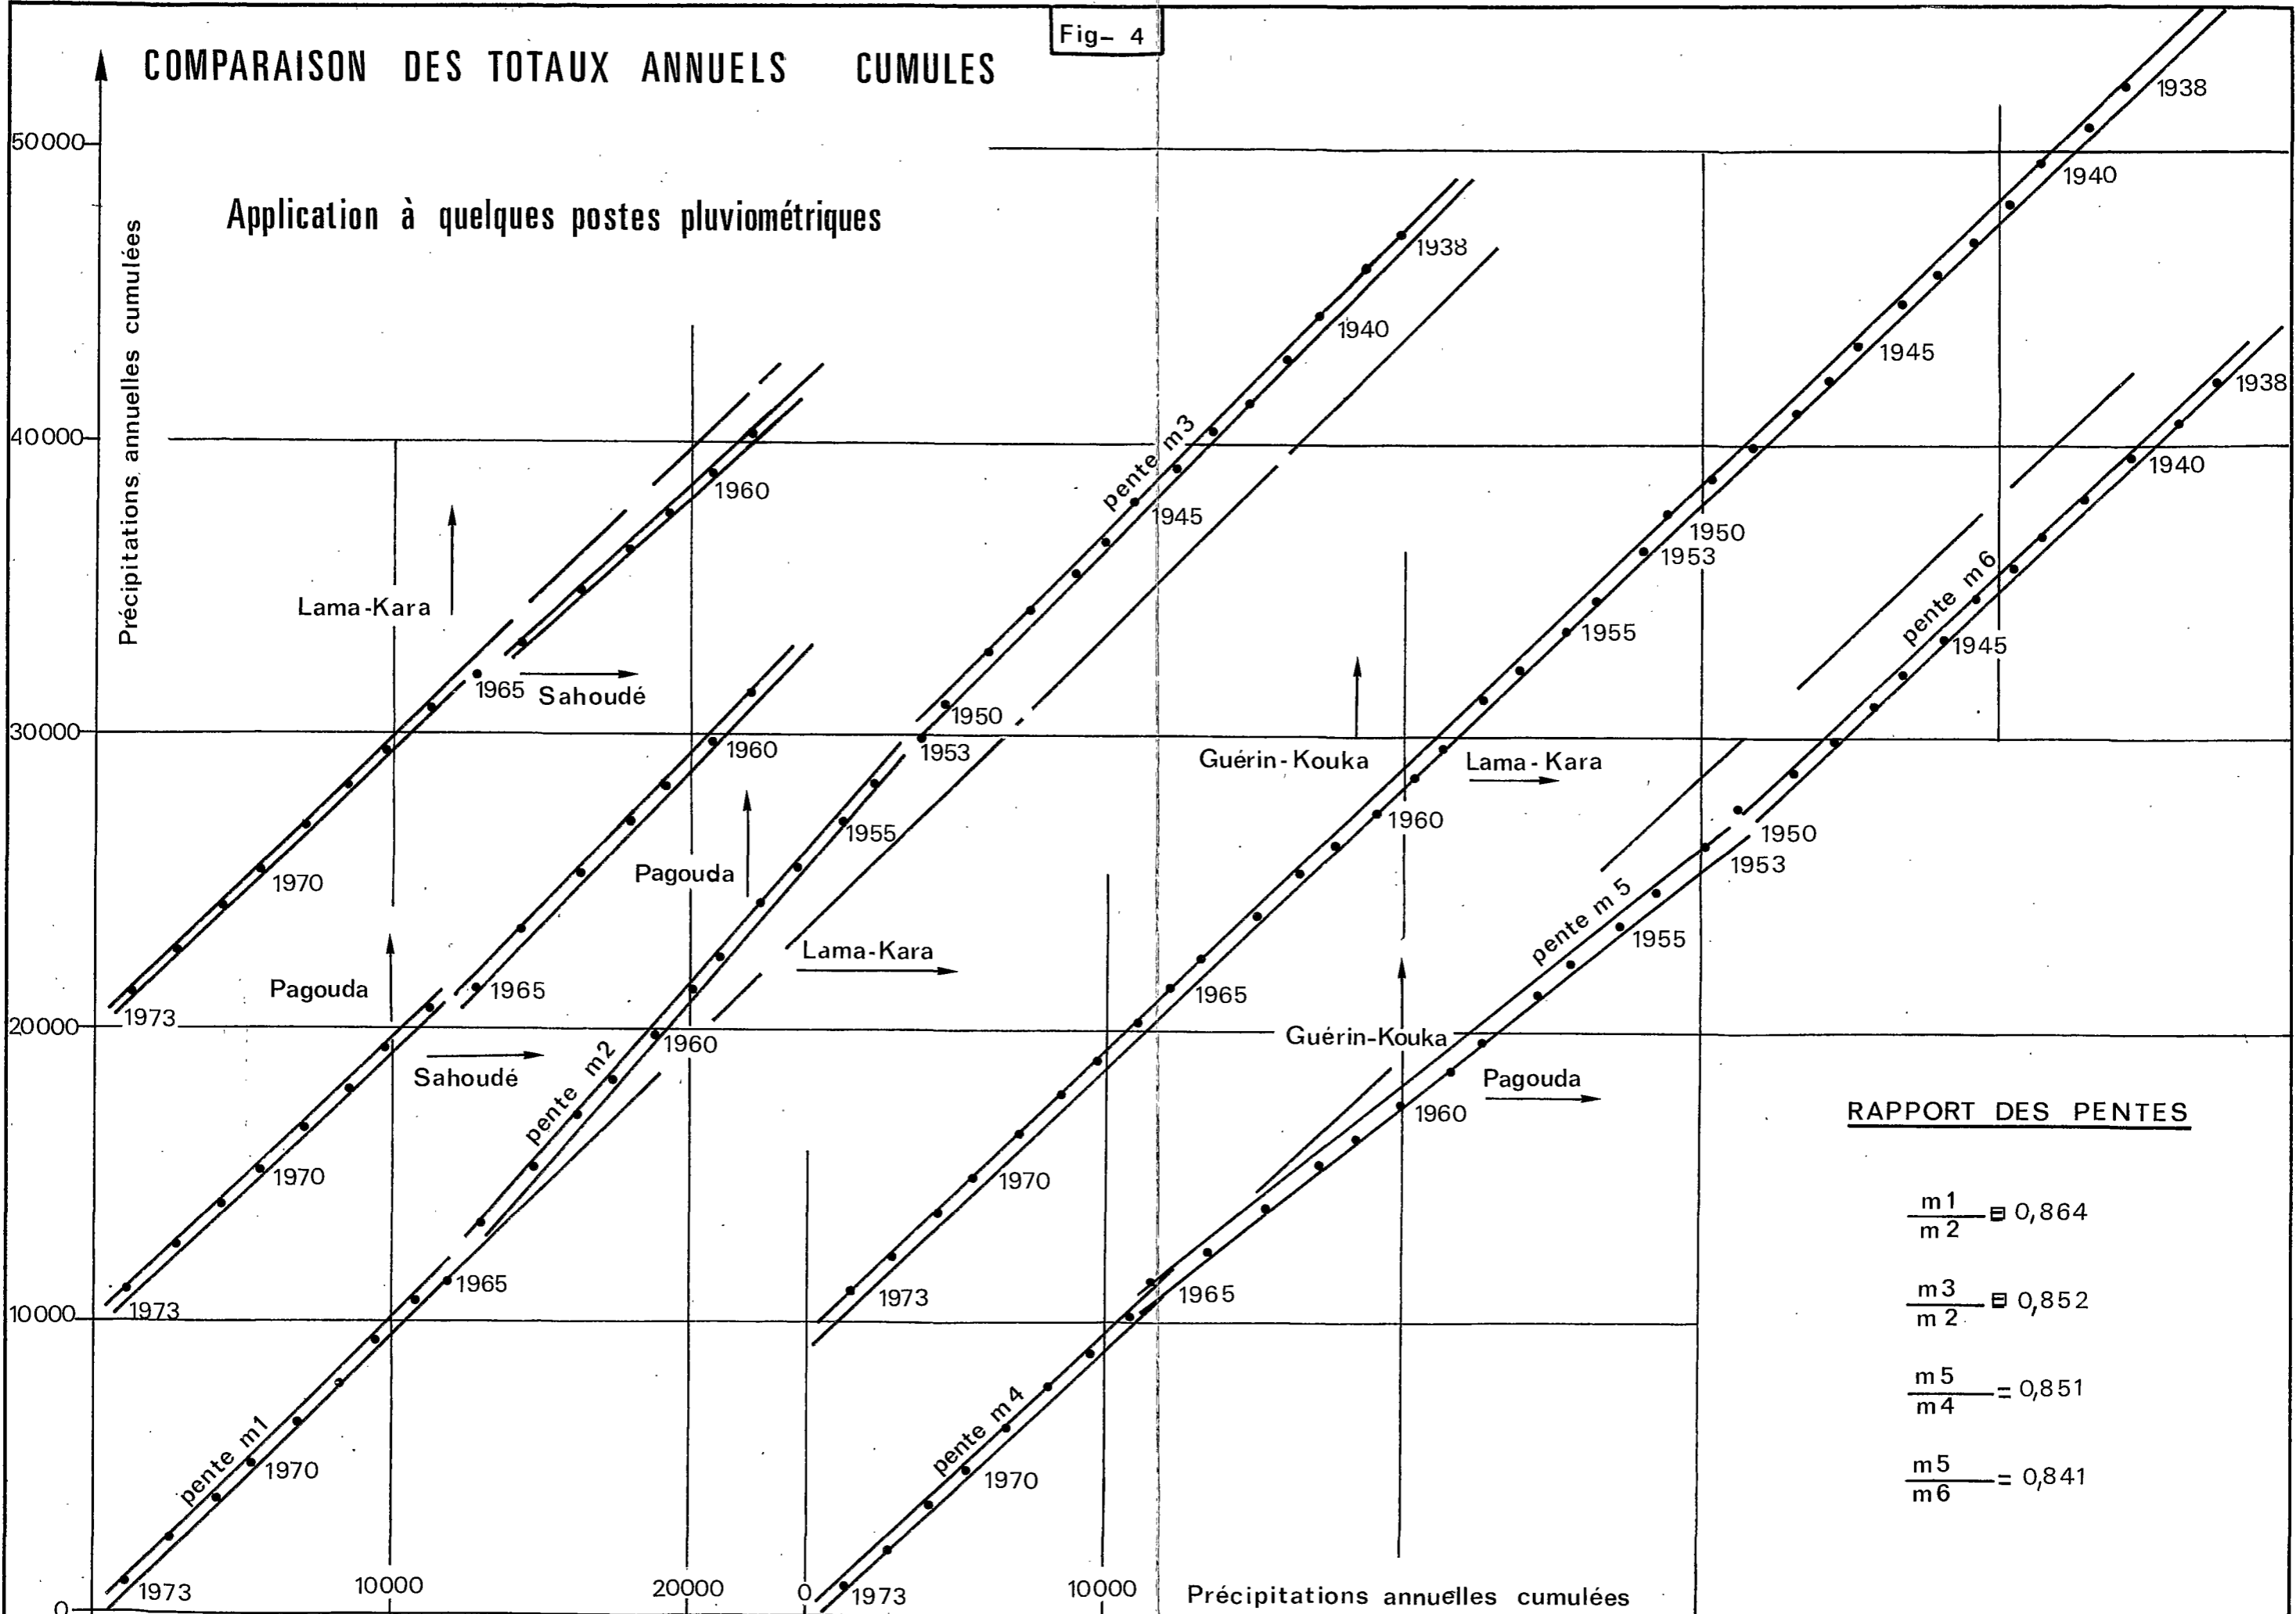 Fig- 4
COMPARAISON DES TOTAUX ANNUELS CUMULES
Application à quelques postes pluviométriques
Précipitations annuelles cumulées
50000
40000
30000
20000
10000
0
Lama-Kara
Sahoudé
1960
1965
1970
1973
Pagouda
Sahoudé
1960
1965
1970
1973
pente m3
pente m2
pente m1
Pagouda
Lama-Kara
1938
1940
1945
1950
1953
1955
1960
1965
1970
1973
Guérin-Kouka
Lama-Kara
1938
1940
1945
1950
1953
1955
1960
1965
1970
1973
pente m6
pente m5
pente m4
Guérin-Kouka
Pagouda
1938
1940
1945
1950
1953
1955
1960
1965
1970
1973
RAPPORT DES PENTES
m1
m2
= 0,864
m3
m2
= 0,852
m5
m4
= 0,851
m5
m6
= 0,841
10000
20000
0
10000
Précipitations annuelles cumulées